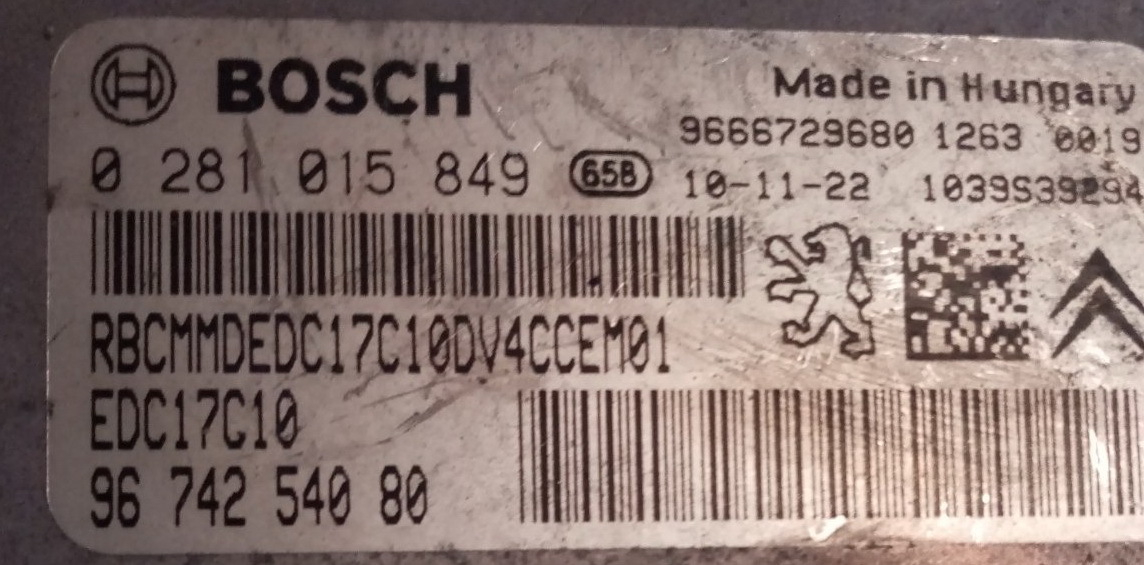 BOSCH
Made in Hungary
9666729680 1263 0019
0 281 015 849 65B
10-11-22 1039S39294
RBCMMDEDC17C10DV4CCEM01
EDC17C10
96 742 540 80